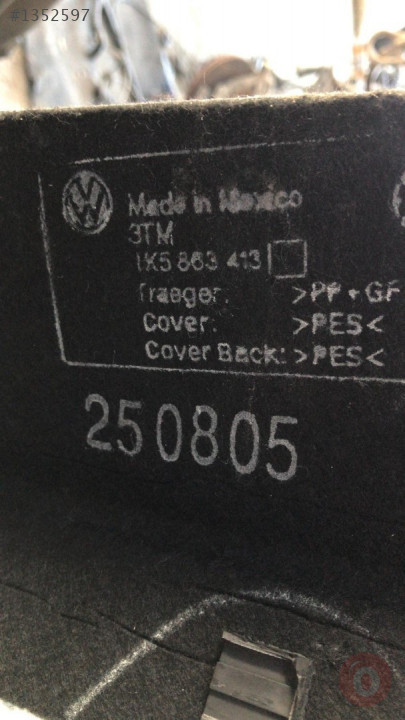 #1352597
Made in Mexico
3TM
1K5 863 413
Traeger: >PP+GF
Cover: >PES<
Cover Back: >PES<
250805